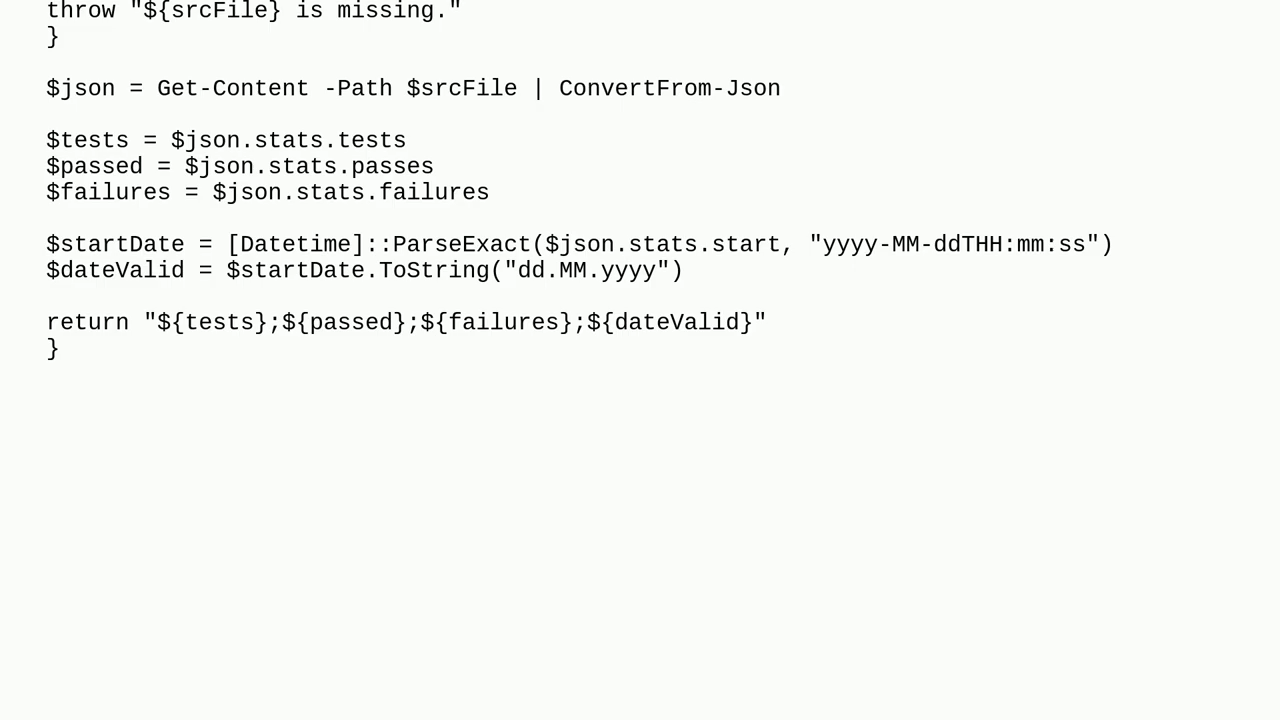 throw "${srcFile} is missing."
}
$json = Get-Content -Path $srcFile | ConvertFrom-Json
$tests = $json.stats.tests
$passed = $json.stats.passes
$failures = $json.stats.failures
$startDate = [Datetime]::ParseExact($json.stats.start, "yyyy-MM-ddTHH:mm:ss")
$dateValid = $startDate.ToString("dd.MM.yyyy")
return "${tests};${passed};${failures};${dateValid}"
}